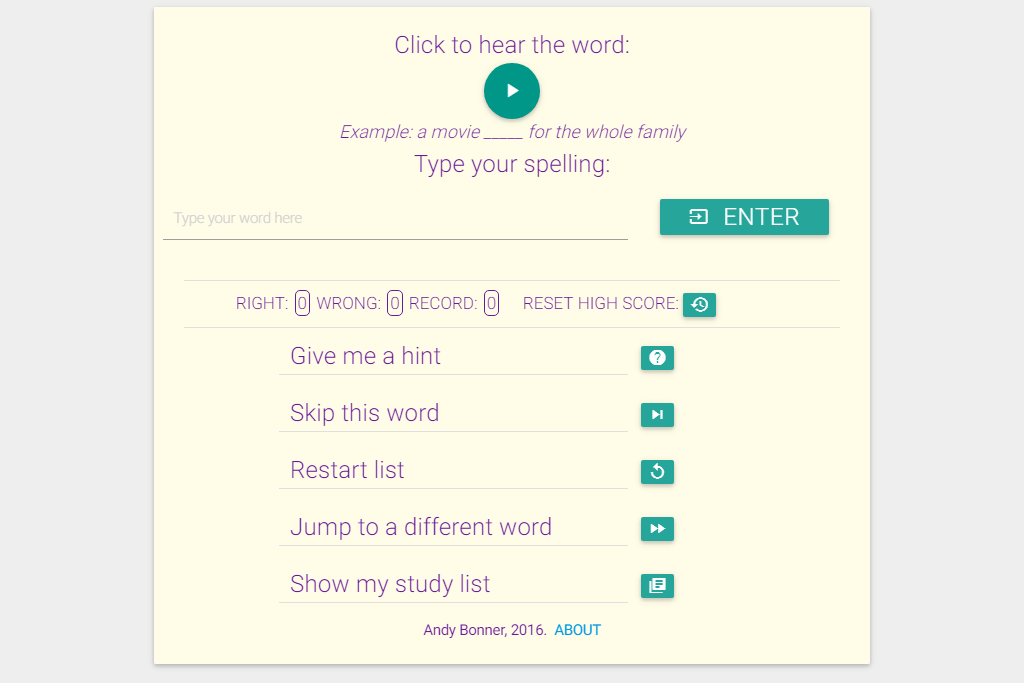 Click to hear the word:
Example: a movie _____ for the whole family
Type your spelling:
Type your word here
ENTER
RIGHT: 0 WRONG: 0 RECORD: 0 RESET HIGH SCORE:
Give me a hint
Skip this word
Restart list
Jump to a different word
Show my study list
Andy Bonner, 2016. ABOUT